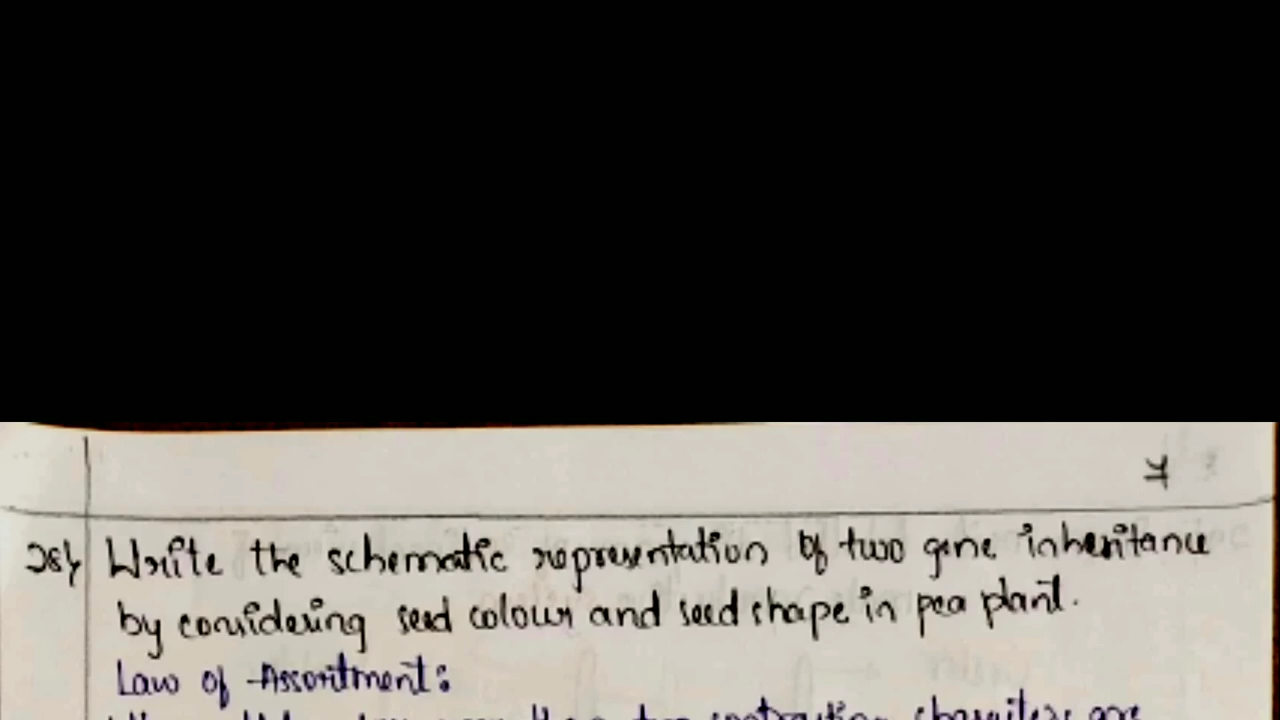 7
28) Write the schematic representation of two gene inheritance
by considering seed colour and seed shape in pea plant.
Law of Assortment: